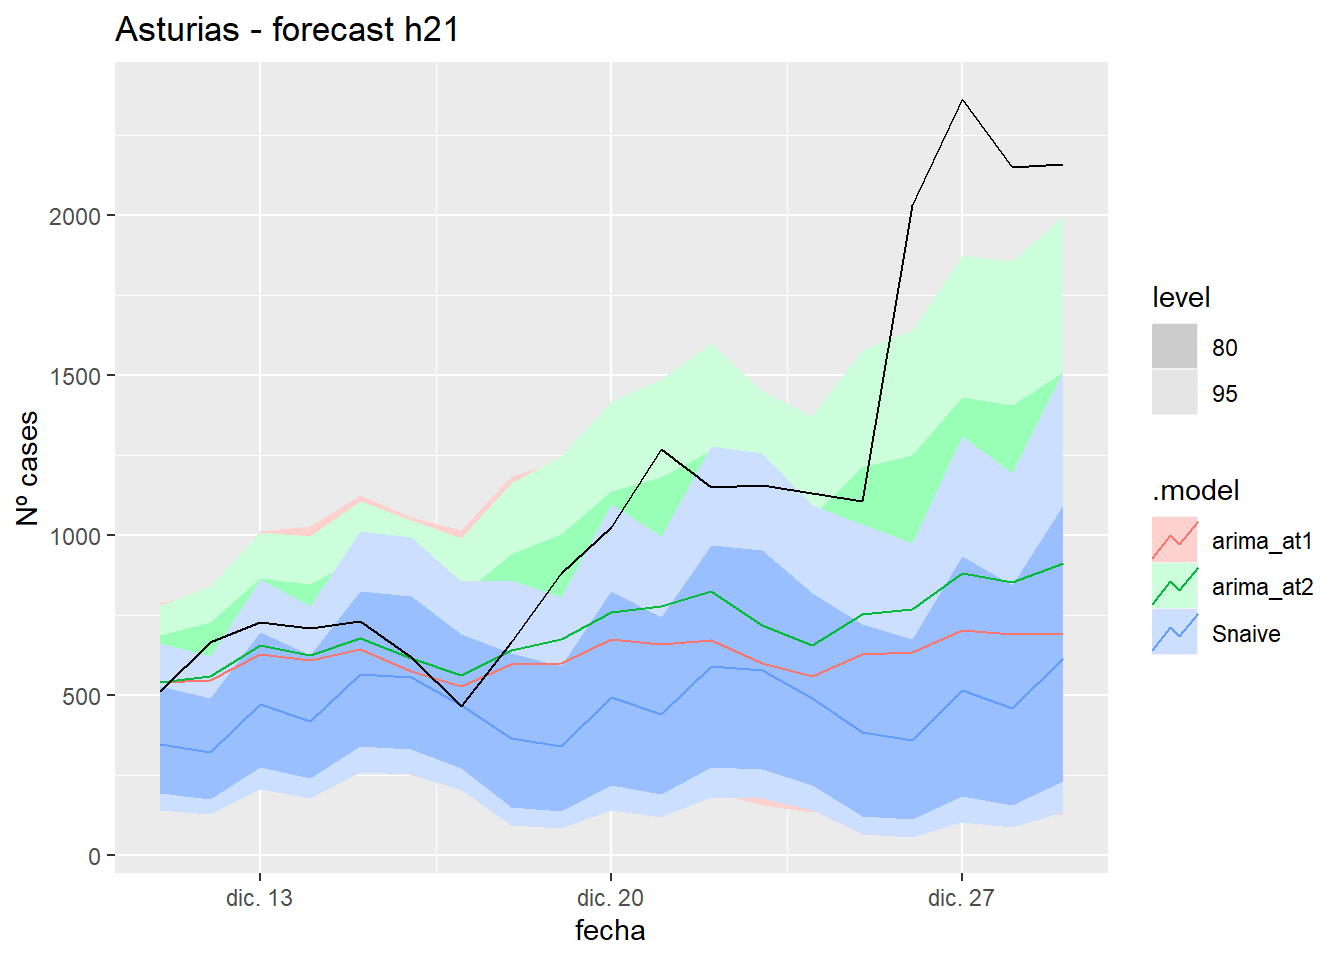 Asturias - forecast h21
Nº cases
2000
1500
1000
500
0
dic. 13
dic. 20
dic. 27
fecha
level
80
95
.model
arima_at1
arima_at2
Snaive